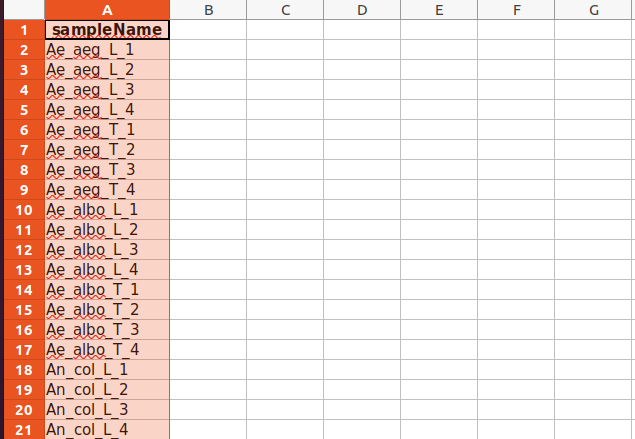 A B C D E F G
1 sampleName
2 Ae_aeg_L_1
3 Ae_aeg_L_2
4 Ae_aeg_L_3
5 Ae_aeg_L_4
6 Ae_aeg_T_1
7 Ae_aeg_T_2
8 Ae_aeg_T_3
9 Ae_aeg_T_4
10 Ae_albo_L_1
11 Ae_albo_L_2
12 Ae_albo_L_3
13 Ae_albo_L_4
14 Ae_albo_T_1
15 Ae_albo_T_2
16 Ae_albo_T_3
17 Ae_albo_T_4
18 An_col_L_1
19 An_col_L_2
20 An_col_L_3
21 An_col_L_4